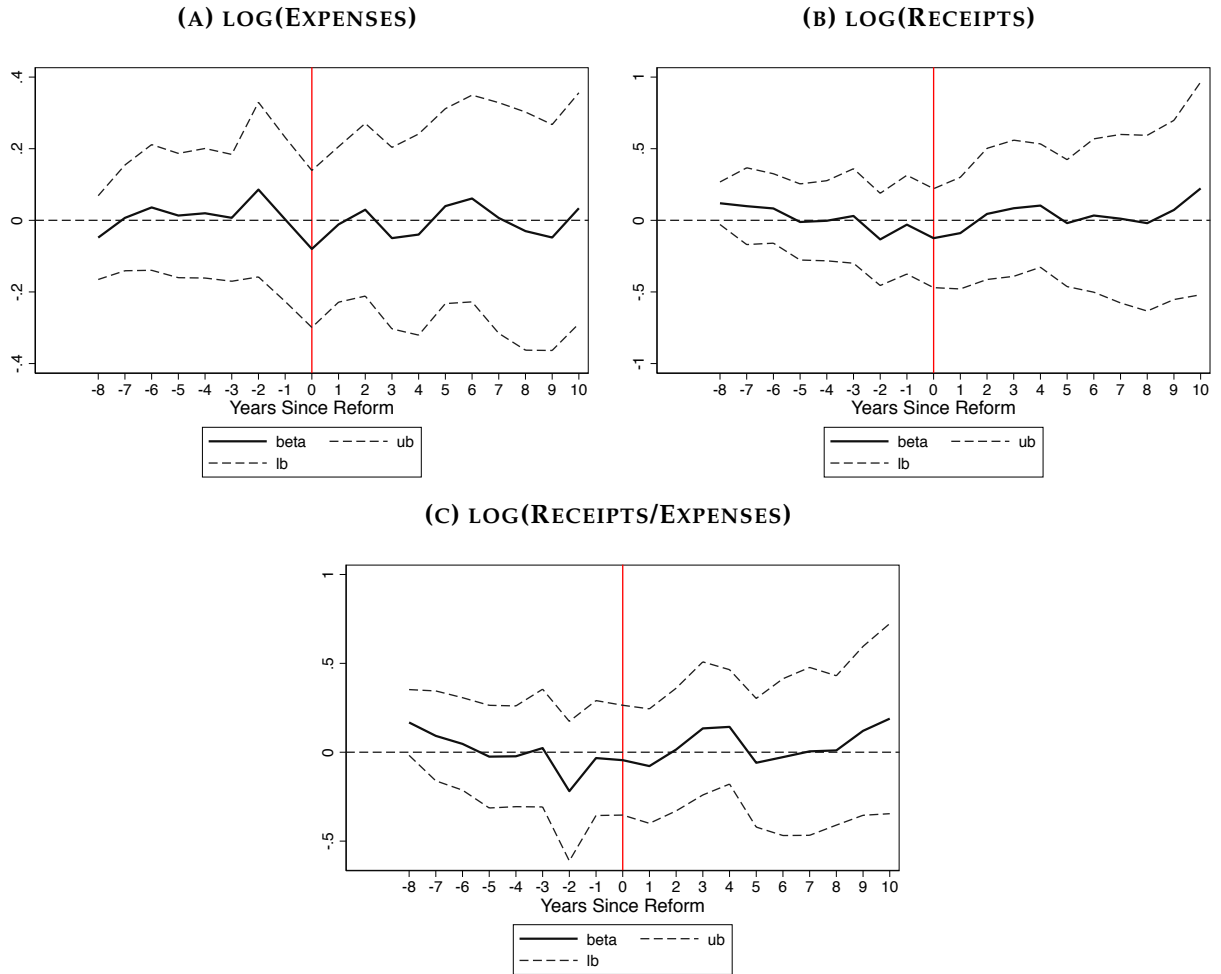 (A) LOG(EXPENSES)
.4
.2
0
-.2
-.4
-8 -7 -6 -5 -4 -3 -2 -1 0 1 2 3 4 5 6 7 8 9 10
Years Since Reform
beta ub
lb
(B) LOG(RECEIPTS)
1
.5
0
-.5
-1
-8 -7 -6 -5 -4 -3 -2 -1 0 1 2 3 4 5 6 7 8 9 10
Years Since Reform
beta ub
lb
(C) LOG(RECEIPTS/EXPENSES)
1
.5
0
-.5
-8 -7 -6 -5 -4 -3 -2 -1 0 1 2 3 4 5 6 7 8 9 10
Years Since Reform
beta ub
lb